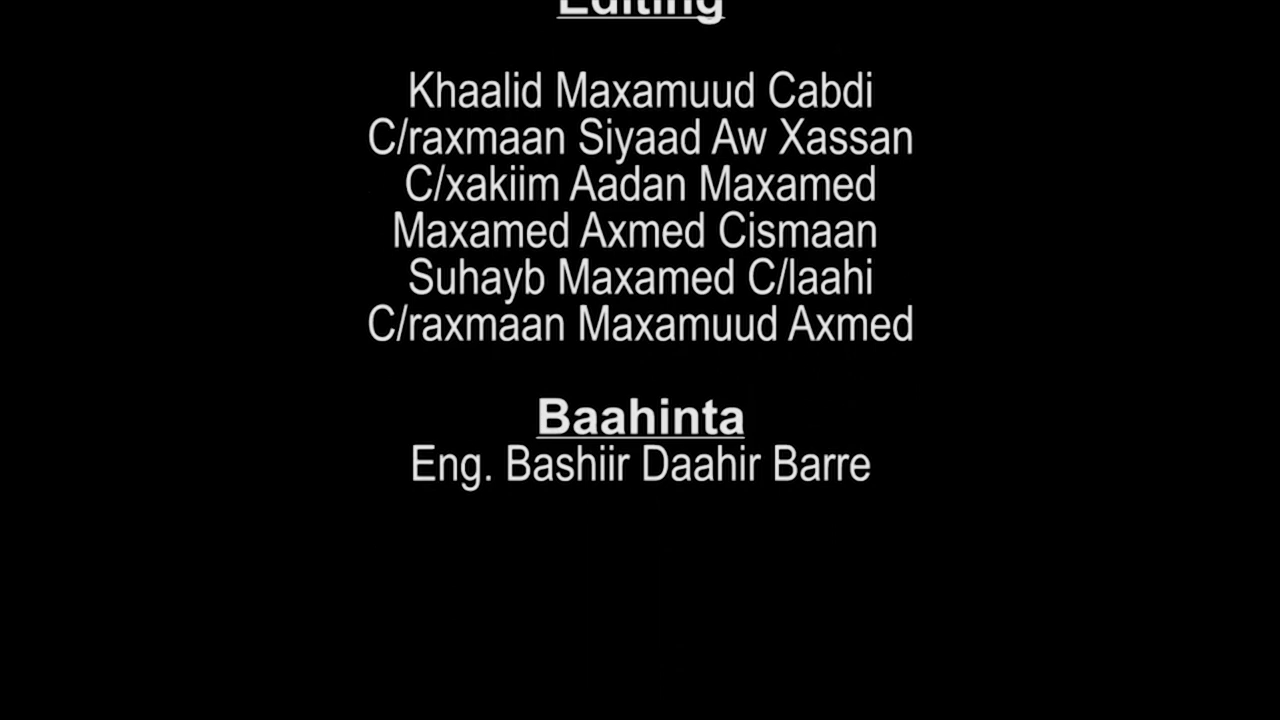 Editing
Khaalid Maxamuud Cabdi
C/raxmaan Siyaad Aw Xassan
C/xakiim Aadan Maxamed
Maxamed Axmed Cismaan
Suhayb Maxamed C/laahi
C/raxmaan Maxamuud Axmed
Baahinta
Eng. Bashiir Daahir Barre